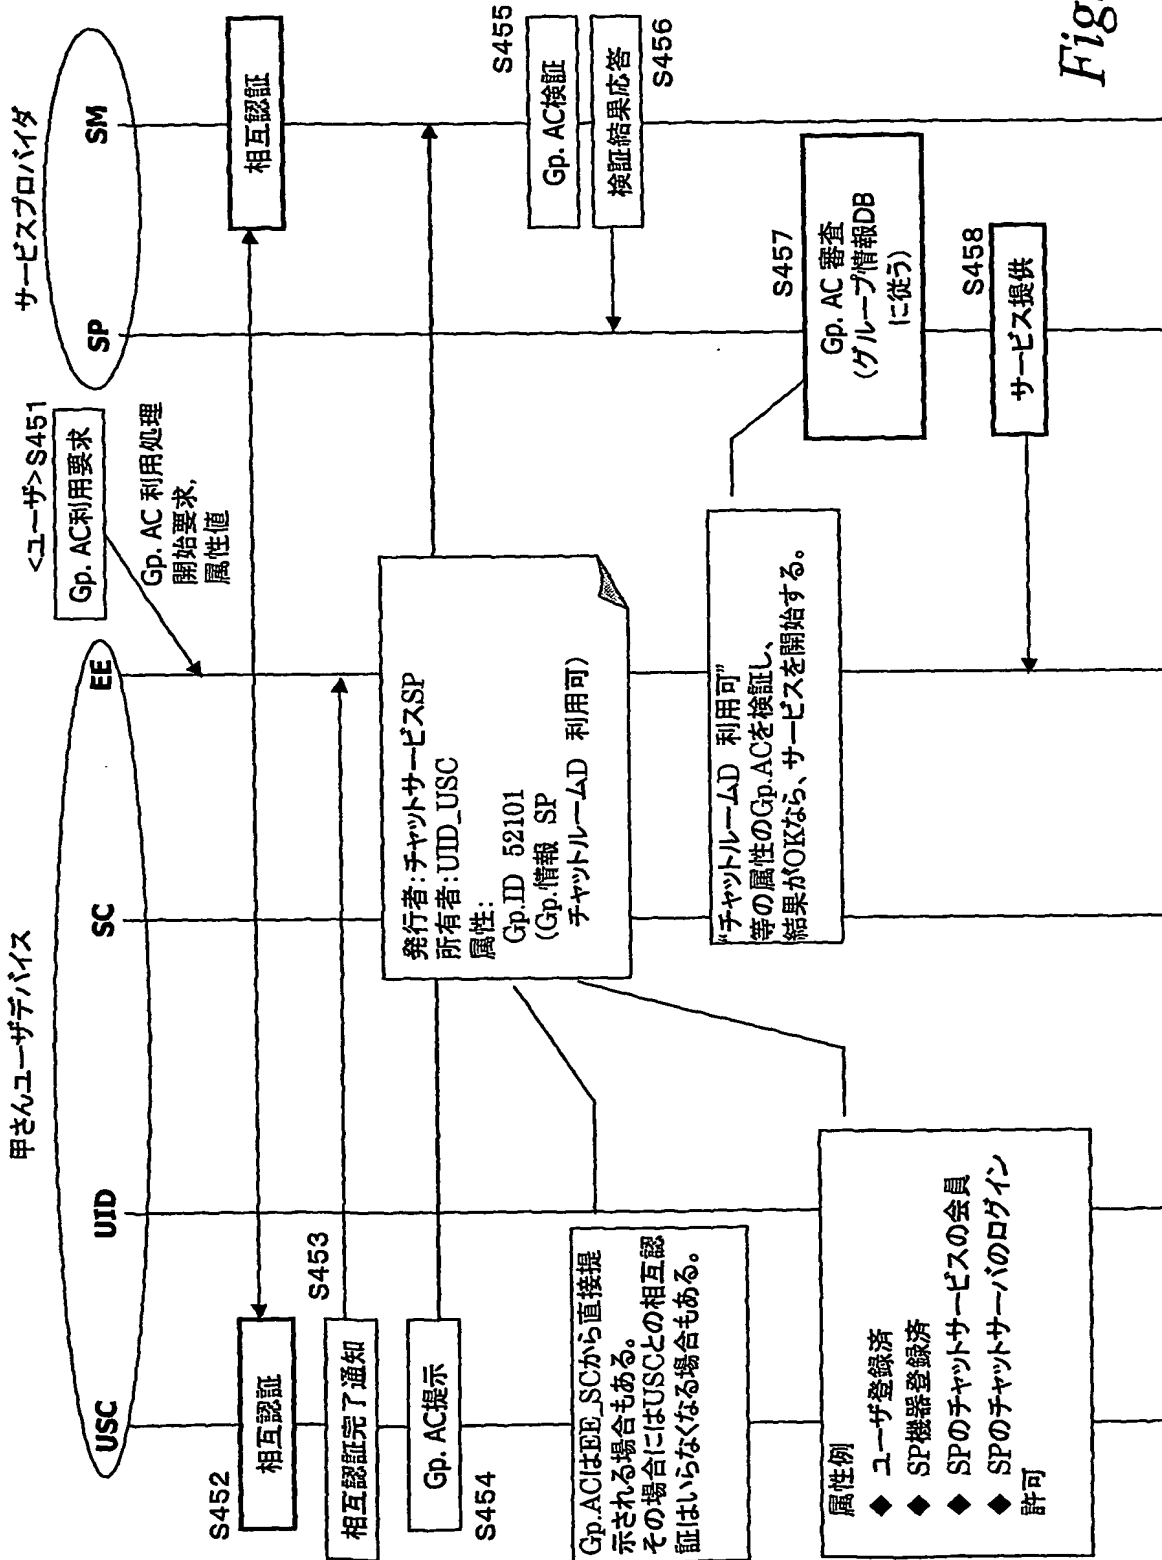 甲さんユーザデバイス
サービスプロバイダ
USC
UID
SC
EE
SP
SM
<ユーザ>S451
Gp. AC利用要求
Gp. AC 利用処理
開始要求,
属性値
S452
相互認証
相互認証
S453
相互認証完了通知
Gp. AC提示
S454
発行者:チャットサービスSP
所有者:UID_USC
属性:
Gp.ID 52101
(Gp.情報 SP
チャットルームD 利用可)
S455
Gp. AC検証
検証結果応答
S456
Gp.ACはEE_SCから直接提
示される場合もある。
その場合にはUSCとの相互認
証はいらなくなる場合もある。
“チャットルームD 利用可”
等の属性のGp.ACを検証し、
結果がOKなら、サービスを開始する。
S457
Gp. AC 審査
(グループ情報DB
に従う)
S458
サービス提供
属性例
◆ ユーザ登録済
◆ SP機器登録済
◆ SPのチャットサービスの会員
◆ SPのチャットサーバのログイン
許可
Fig